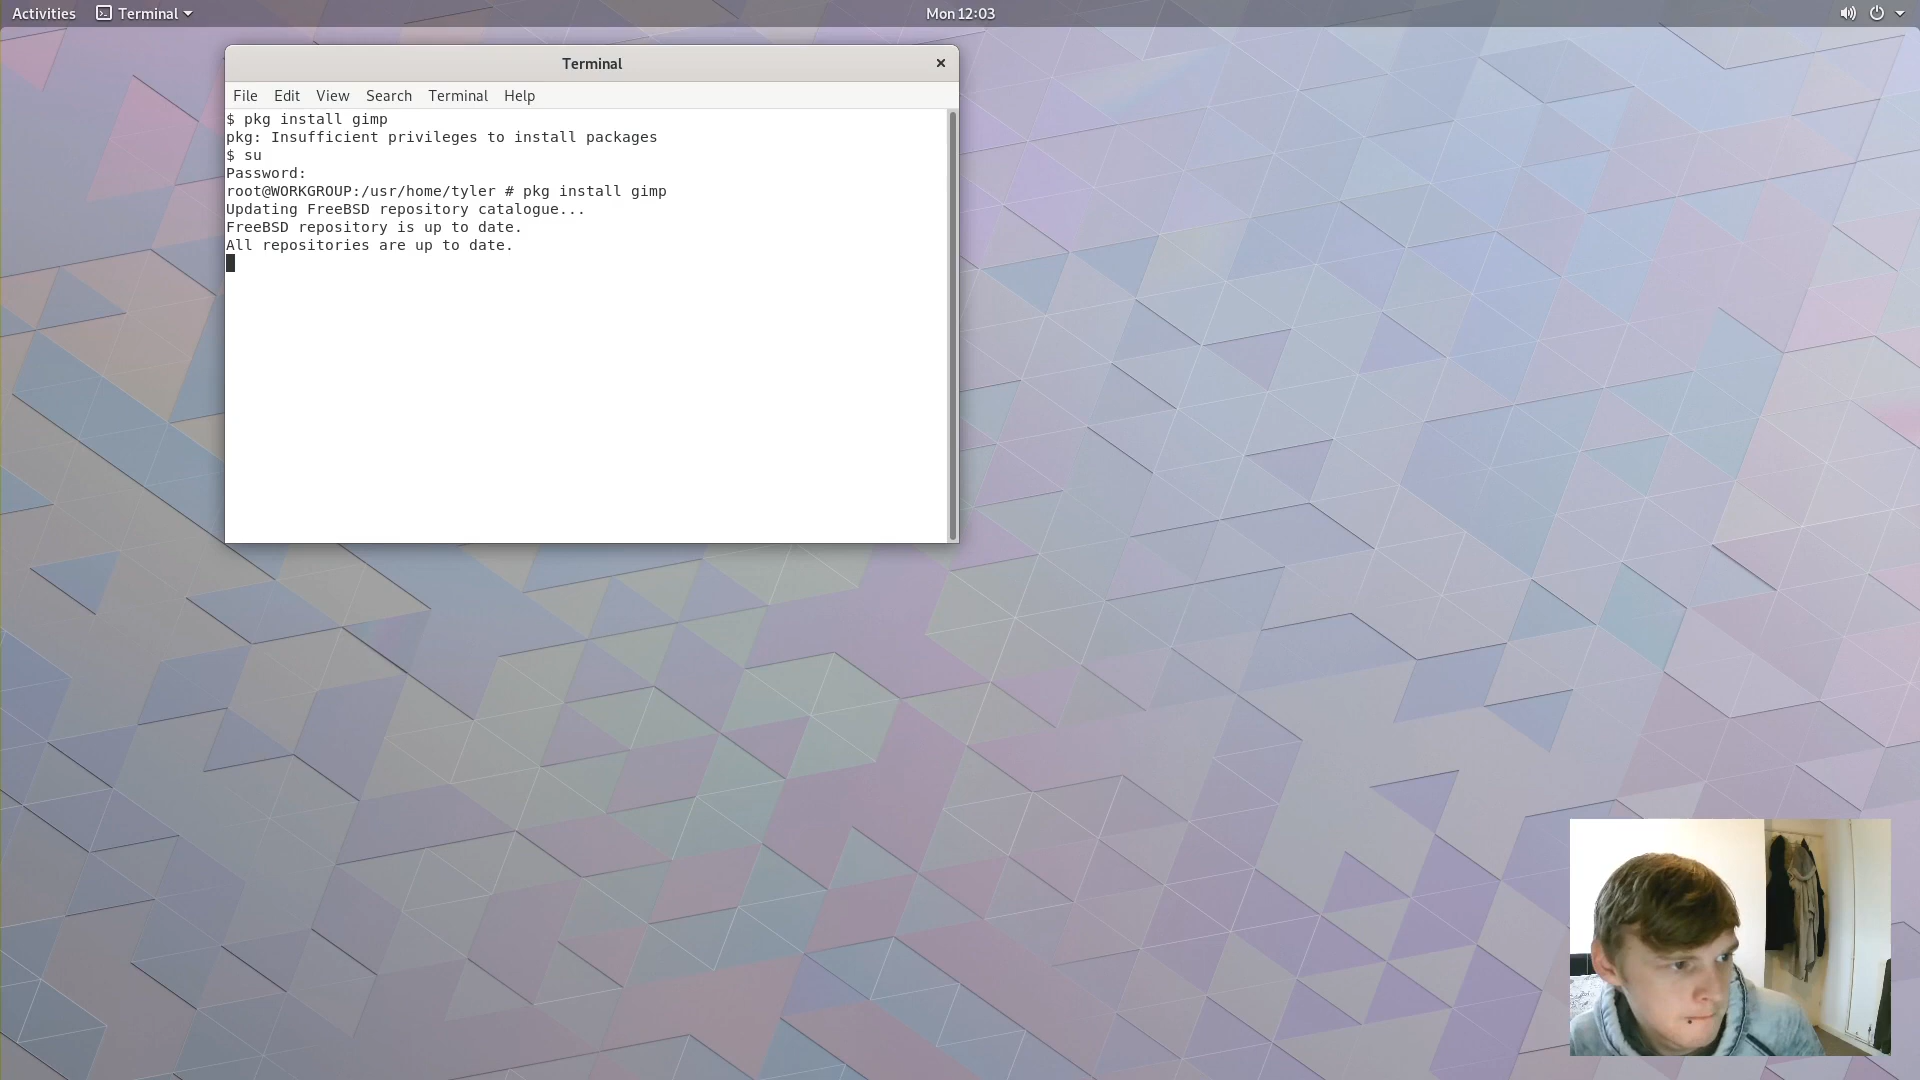 Activities Terminal Mon 12:03
Terminal
File Edit View Search Terminal Help
$ pkg install gimp
pkg: Insufficient privileges to install packages
$ su
Password:
root@WORKGROUP:/usr/home/tyler # pkg install gimp
Updating FreeBSD repository catalogue...
FreeBSD repository is up to date.
All repositories are up to date.